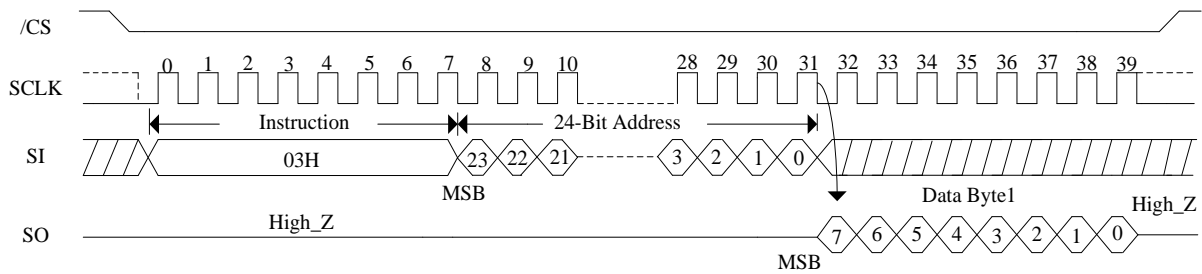 /CS
0 1 2 3 4 5 6 7 8 9 10 28 29 30 31 32 33 34 35 36 37 38 39
SCLK
Instruction 24-Bit Address
SI 03H 23 22 21 3 2 1 0
MSB Data Byte1 High_Z
High_Z
SO 7 6 5 4 3 2 1 0
MSB